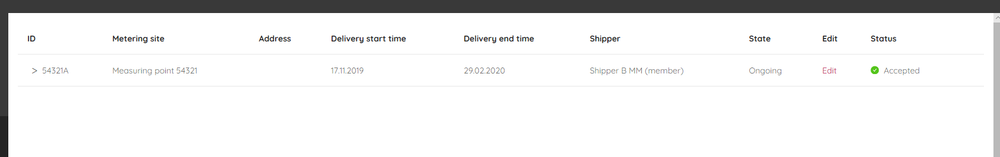 ID Metering site Address Delivery start time Delivery end time Shipper State Edit Status
> 54321A Measuring point 54321 17.11.2019 29.02.2020 Shipper B MM (member) Ongoing Edit Accepted